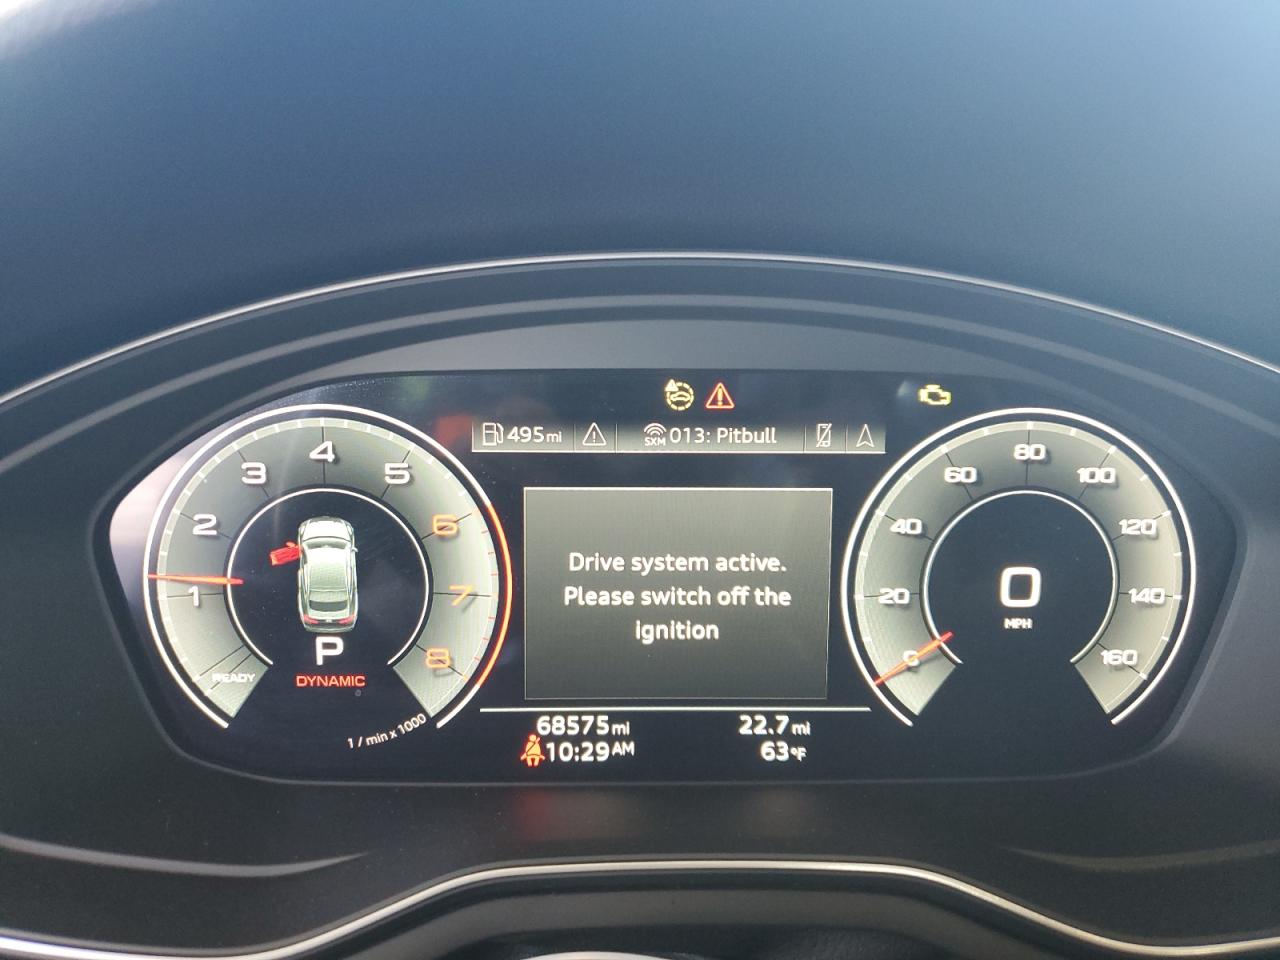 495mi
SXM 013: Pitbull
1
2
3
4
5
6
7
8
READY
P
DYNAMIC
1 / min x 1000
Drive system active.
Please switch off the
ignition
68575mi
22.7mi
10:29AM
63°F
0
20
40
60
80
100
120
140
160
0
MPH